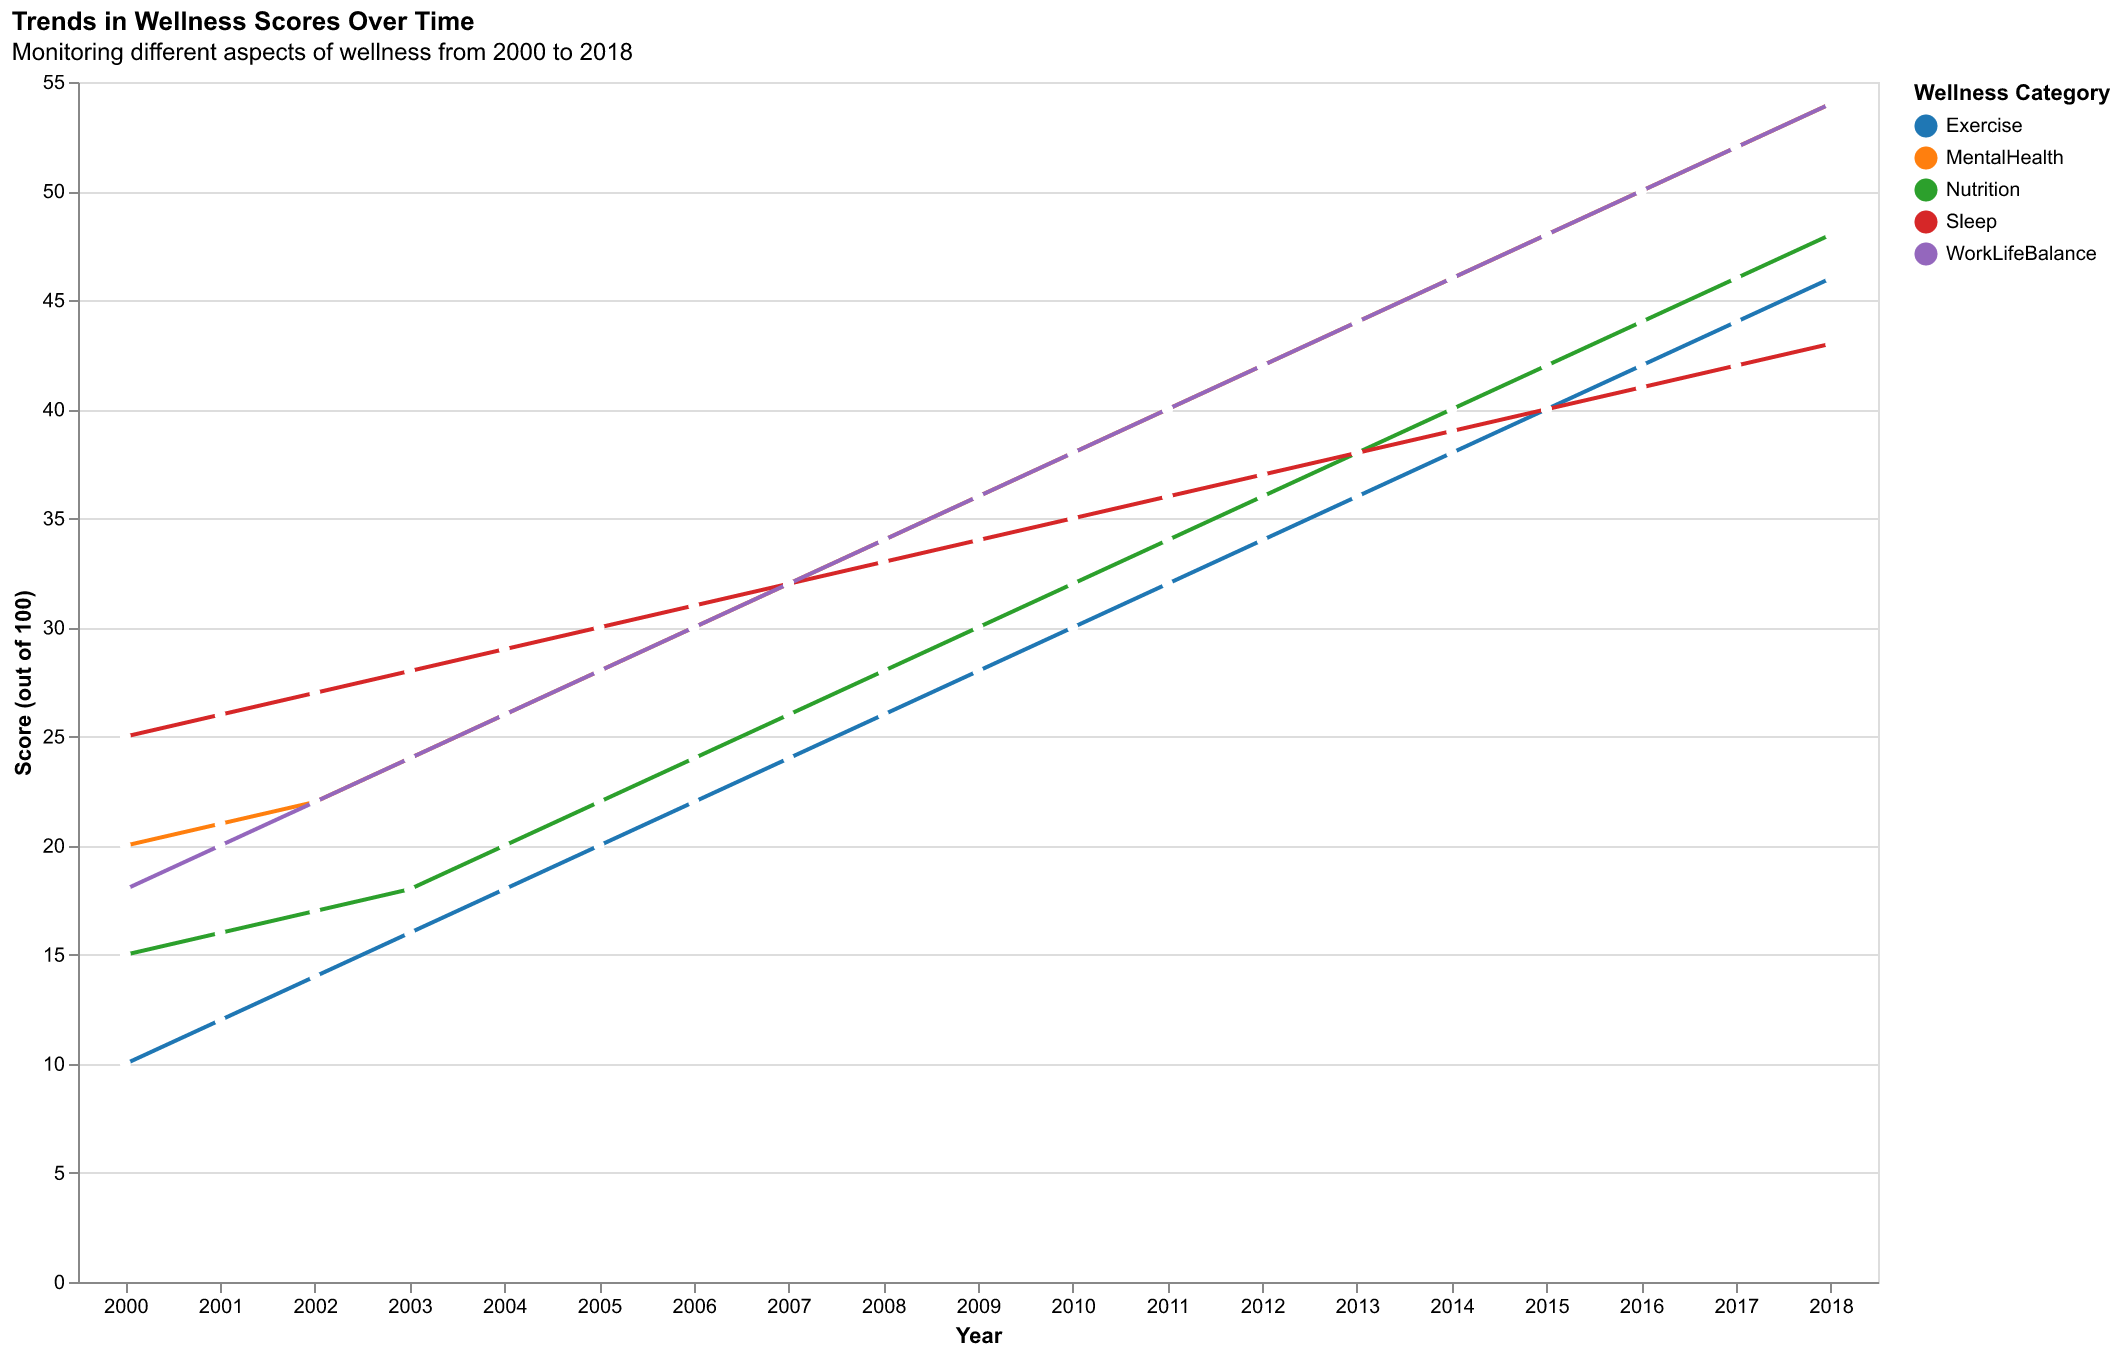 Trends in Wellness Scores Over Time
Monitoring different aspects of wellness from 2000 to 2018
Wellness Category
Exercise
MentalHealth
Nutrition
Sleep
WorkLifeBalance
Score (out of 100)
55
50
45
40
35
30
25
20
15
10
5
0
2000 2001 2002 2003 2004 2005 2006 2007 2008 2009 2010 2011 2012 2013 2014 2015 2016 2017 2018
Year